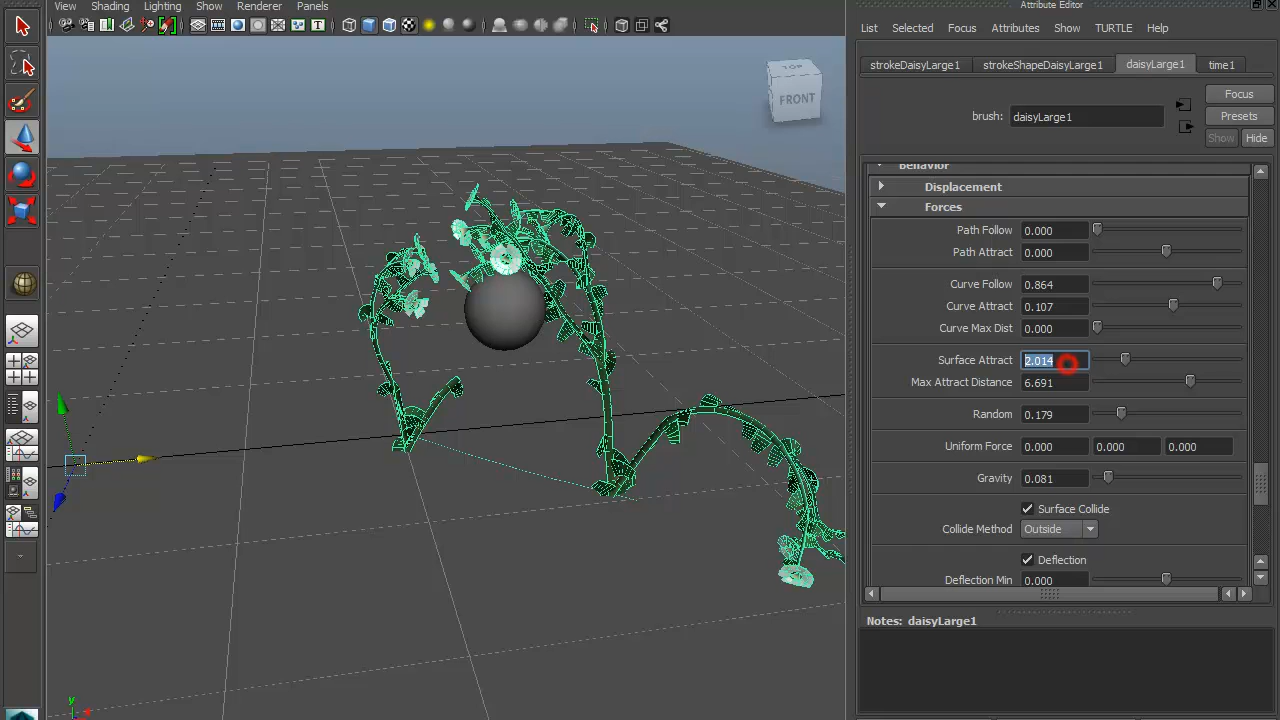 Attribute Editor
View Shading Lighting Show Renderer Panels
List Selected Focus Attributes Show TURTLE Help
strokeDaisyLarge1 strokeShapeDaisyLarge1 daisyLarge1 time1
TOP
FRONT
Focus
brush: daisyLarge1 Presets
Show Hide
Behavior
Displacement
Forces
Path Follow 0.000
Path Attract 0.000
Curve Follow 0.864
Curve Attract 0.107
Curve Max Dist 0.000
Surface Attract 2.014
Max Attract Distance 6.691
Random 0.179
Uniform Force 0.000 0.000 0.000
Gravity 0.081
Surface Collide
Collide Method Outside
Deflection
Deflection Min 0.000
Notes: daisyLarge1
y